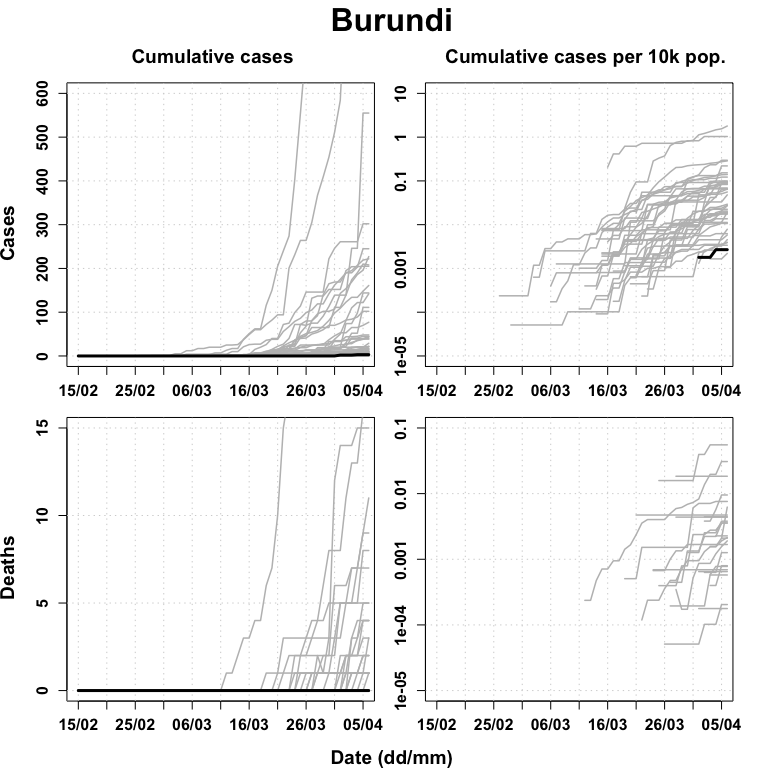 Burundi
Cumulative cases
Cumulative cases per 10k pop.
Cases
600
500
400
300
200
100
0
15/02 25/02 06/03 16/03 26/03 05/04
10
1
0.1
0.001
1e-05
15/02 25/02 06/03 16/03 26/03 05/04
Deaths
15
10
5
0
15/02 25/02 06/03 16/03 26/03 05/04
0.1
0.01
0.001
1e-04
1e-05
15/02 25/02 06/03 16/03 26/03 05/04
Date (dd/mm)